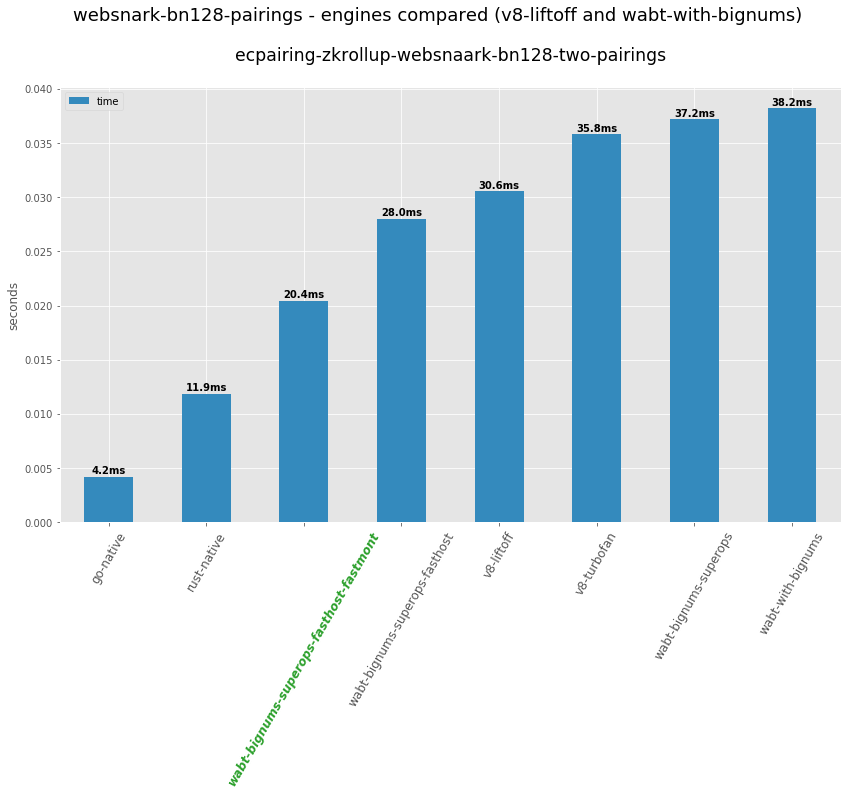 websnark-bn128-pairings - engines compared (v8-liftoff and wabt-with-bignums)
ecpairing-zkrollup-websnaark-bn128-two-pairings
time
seconds
0.040
0.035
0.030
0.025
0.020
0.015
0.010
0.005
0.000
4.2ms
11.9ms
20.4ms
28.0ms
30.6ms
35.8ms
37.2ms
38.2ms
go-native
rust-native
wabt-bignums-superops-fasthost-fastmont
wabt-bignums-superops-fasthost
v8-liftoff
v8-turbofan
wabt-bignums-superops
wabt-with-bignums